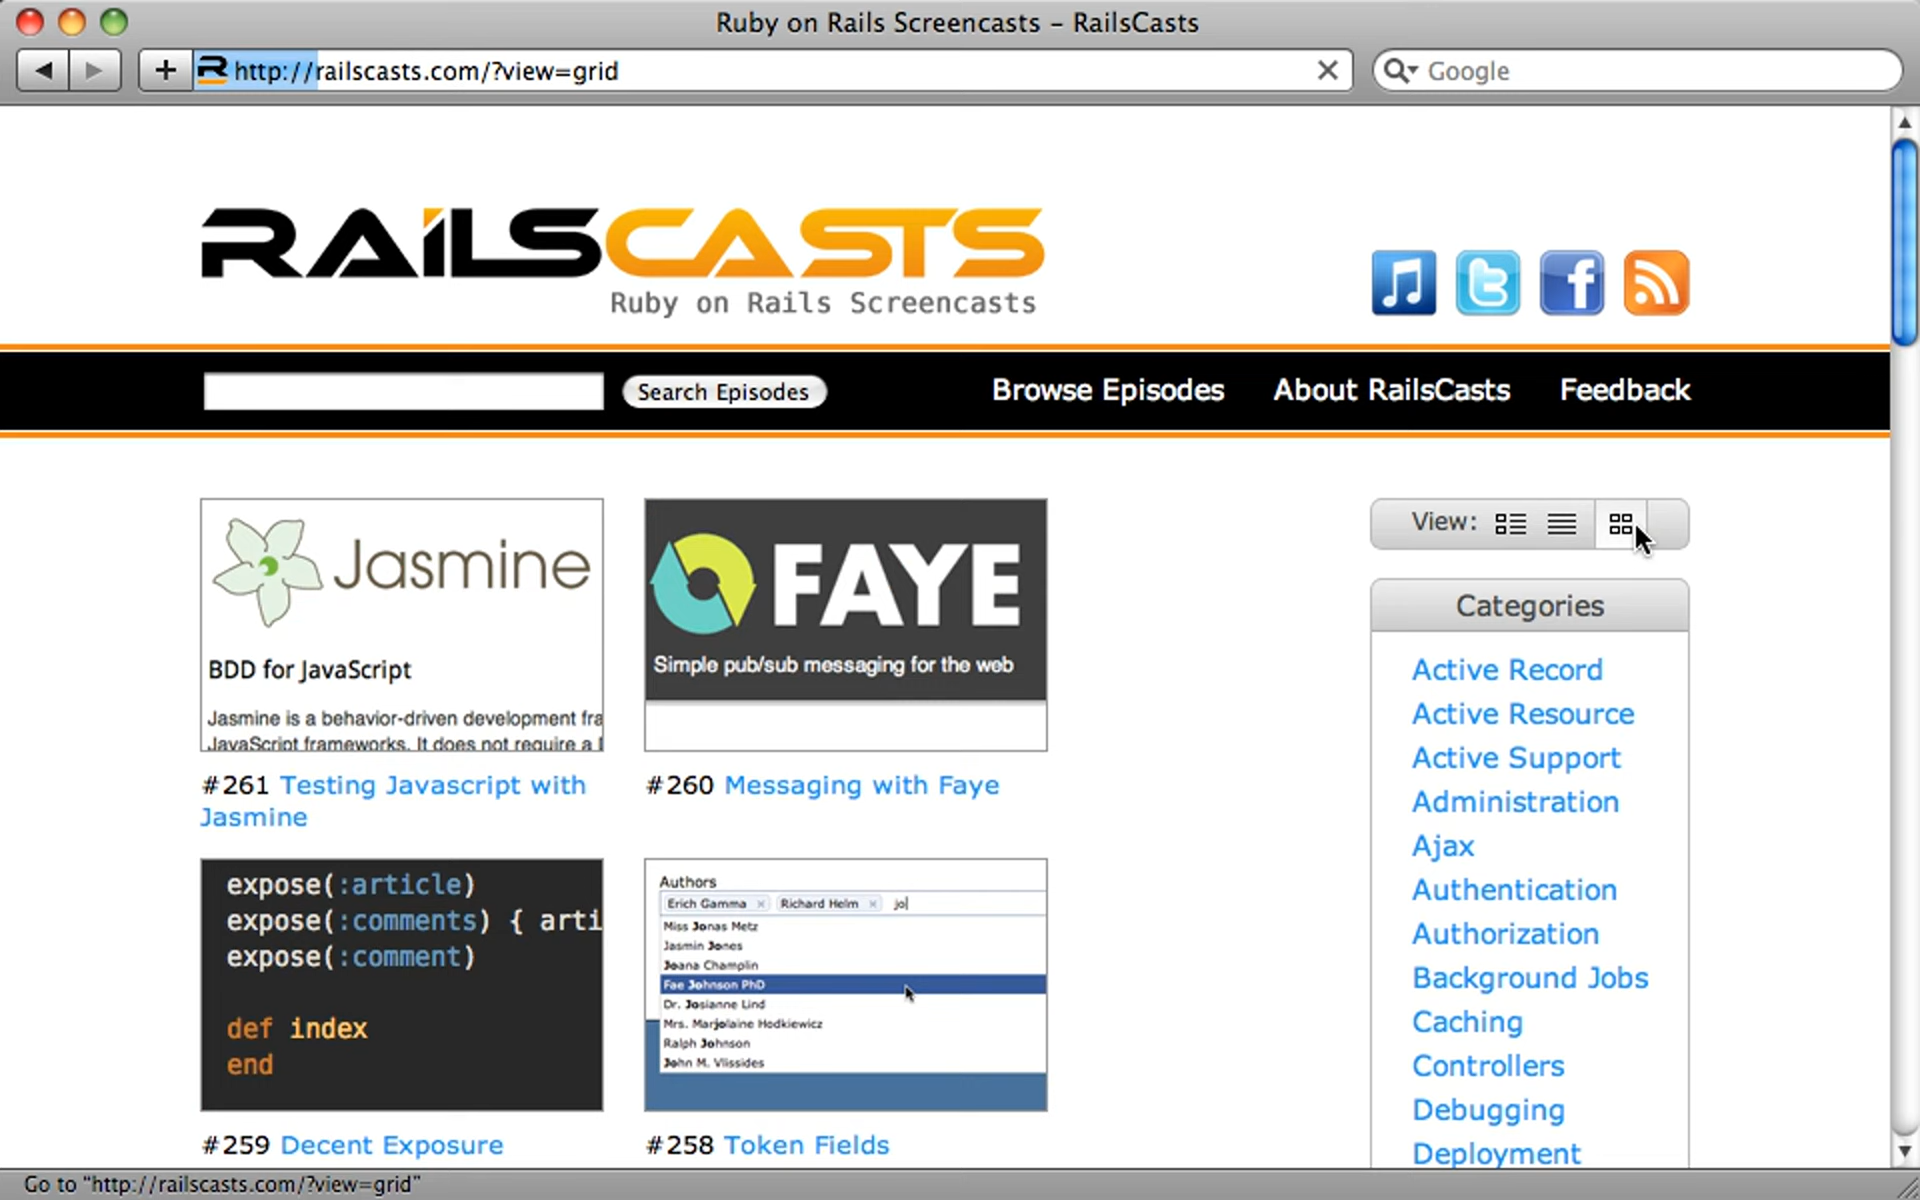 Ruby on Rails Screencasts – RailsCasts
http://railscasts.com/?view=grid
Google
RAILSCASTS
Ruby on Rails Screencasts
Search Episodes
Browse Episodes
About RailsCasts
Feedback
Jasmine
BDD for JavaScript
Jasmine is a behavior-driven development fra
JavaScript frameworks. It does not require a
#261 Testing Javascript with
Jasmine
FAYE
Simple pub/sub messaging for the web
#260 Messaging with Faye
expose(:article)
expose(:comments) { arti
expose(:comment)
def index
end
#259 Decent Exposure
Authors
Erich Gamma × Richard Helm × jo
Miss Jonas Metz
Jasmin Jones
Joana Champlin
Fae Johnson PhD
Dr. Josianne Lind
Mrs. Marjolaine Hodkiewicz
Ralph Johnson
John M. Vlissides
#258 Token Fields
View:
Categories
Active Record
Active Resource
Active Support
Administration
Ajax
Authentication
Authorization
Background Jobs
Caching
Controllers
Debugging
Deployment
Go to "http://railscasts.com/?view=grid"